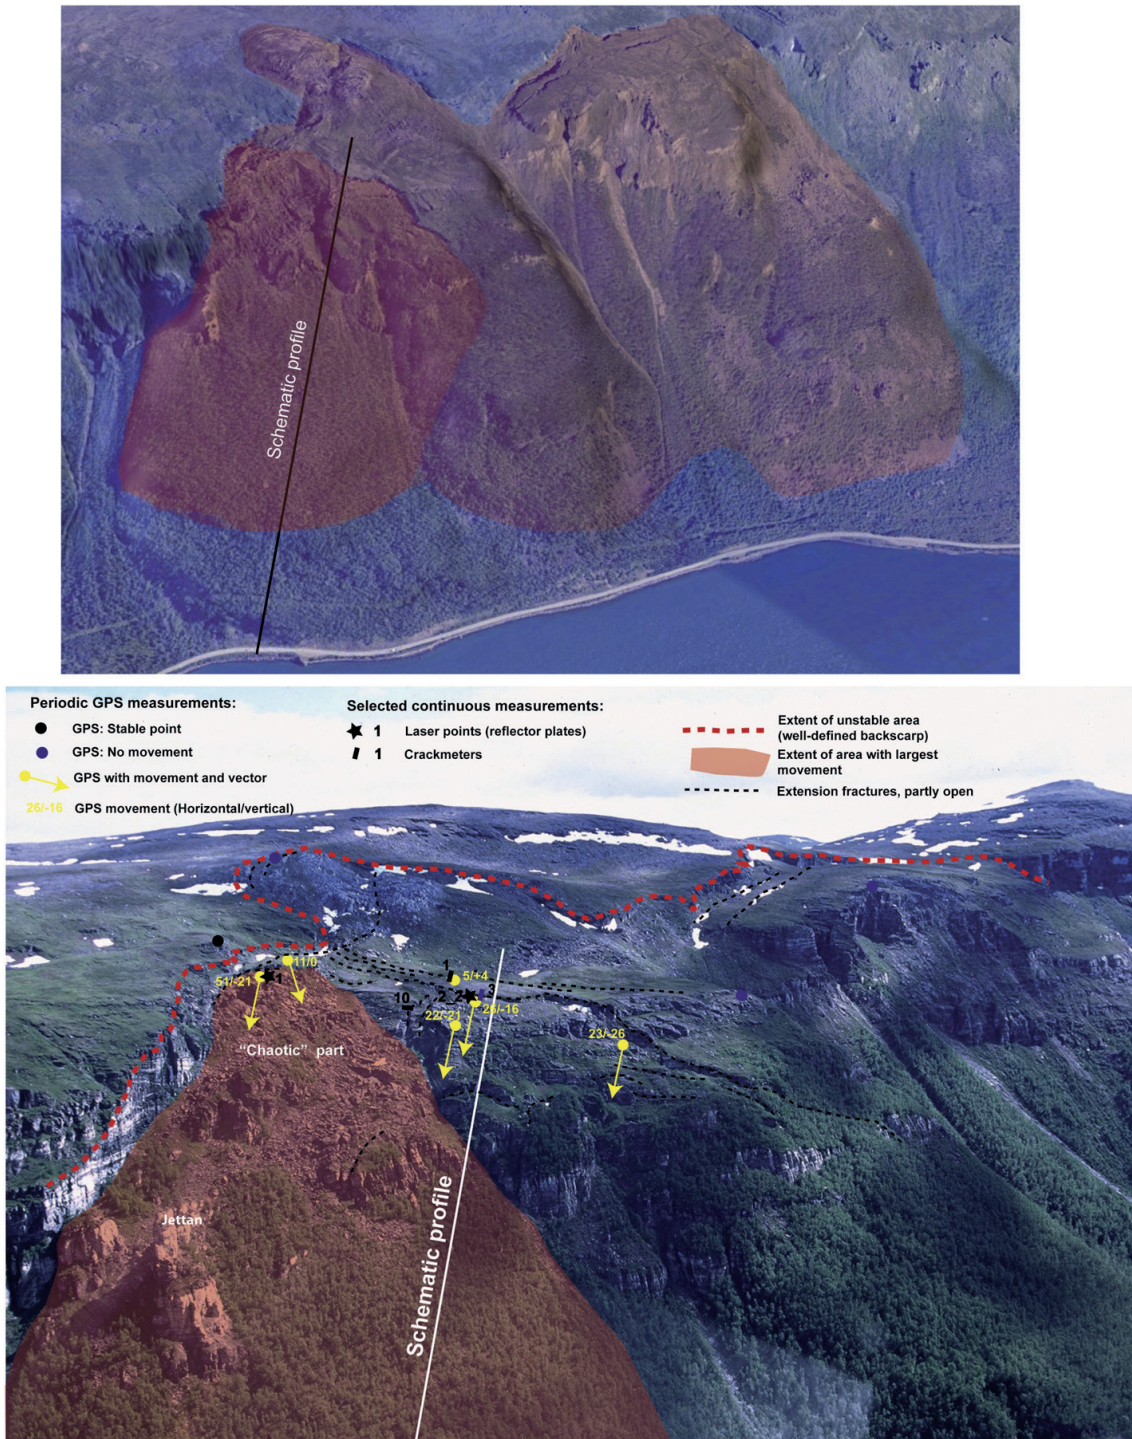 Schematic profile
Periodic GPS measurements:
GPS: Stable point
GPS: No movement
GPS with movement and vector
26/-16 GPS movement (Horizontal/vertical)
Selected continuous measurements:
1 Laser points (reflector plates)
1 Crackmeters
Extent of unstable area
(well-defined backscarp)
Extent of area with largest
movement
Extension fractures, partly open
11/0
51/-21
1
1
5/+4
10
2
2
3
26/-16
22/-21
23/-26
"Chaotic" part
Jettan
Schematic profile